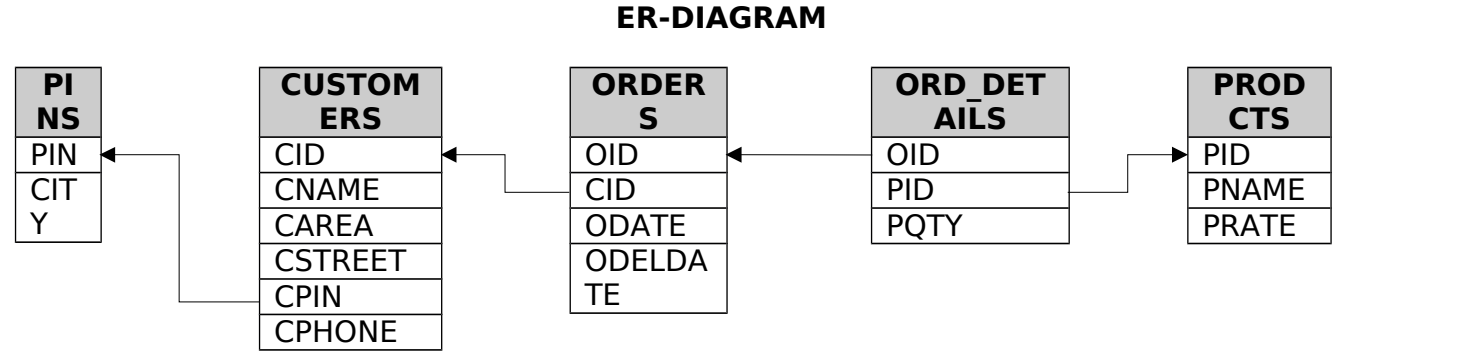 ER-DIAGRAM
PI
NS
PIN
CIT
Y
CUSTOM
ERS
CID
CNAME
CAREA
CSTREET
CPIN
CPHONE
ORDER
S
OID
CID
ODATE
ODELDA
TE
ORD_DET
AILS
OID
PID
PQTY
PROD
CTS
PID
PNAME
PRATE